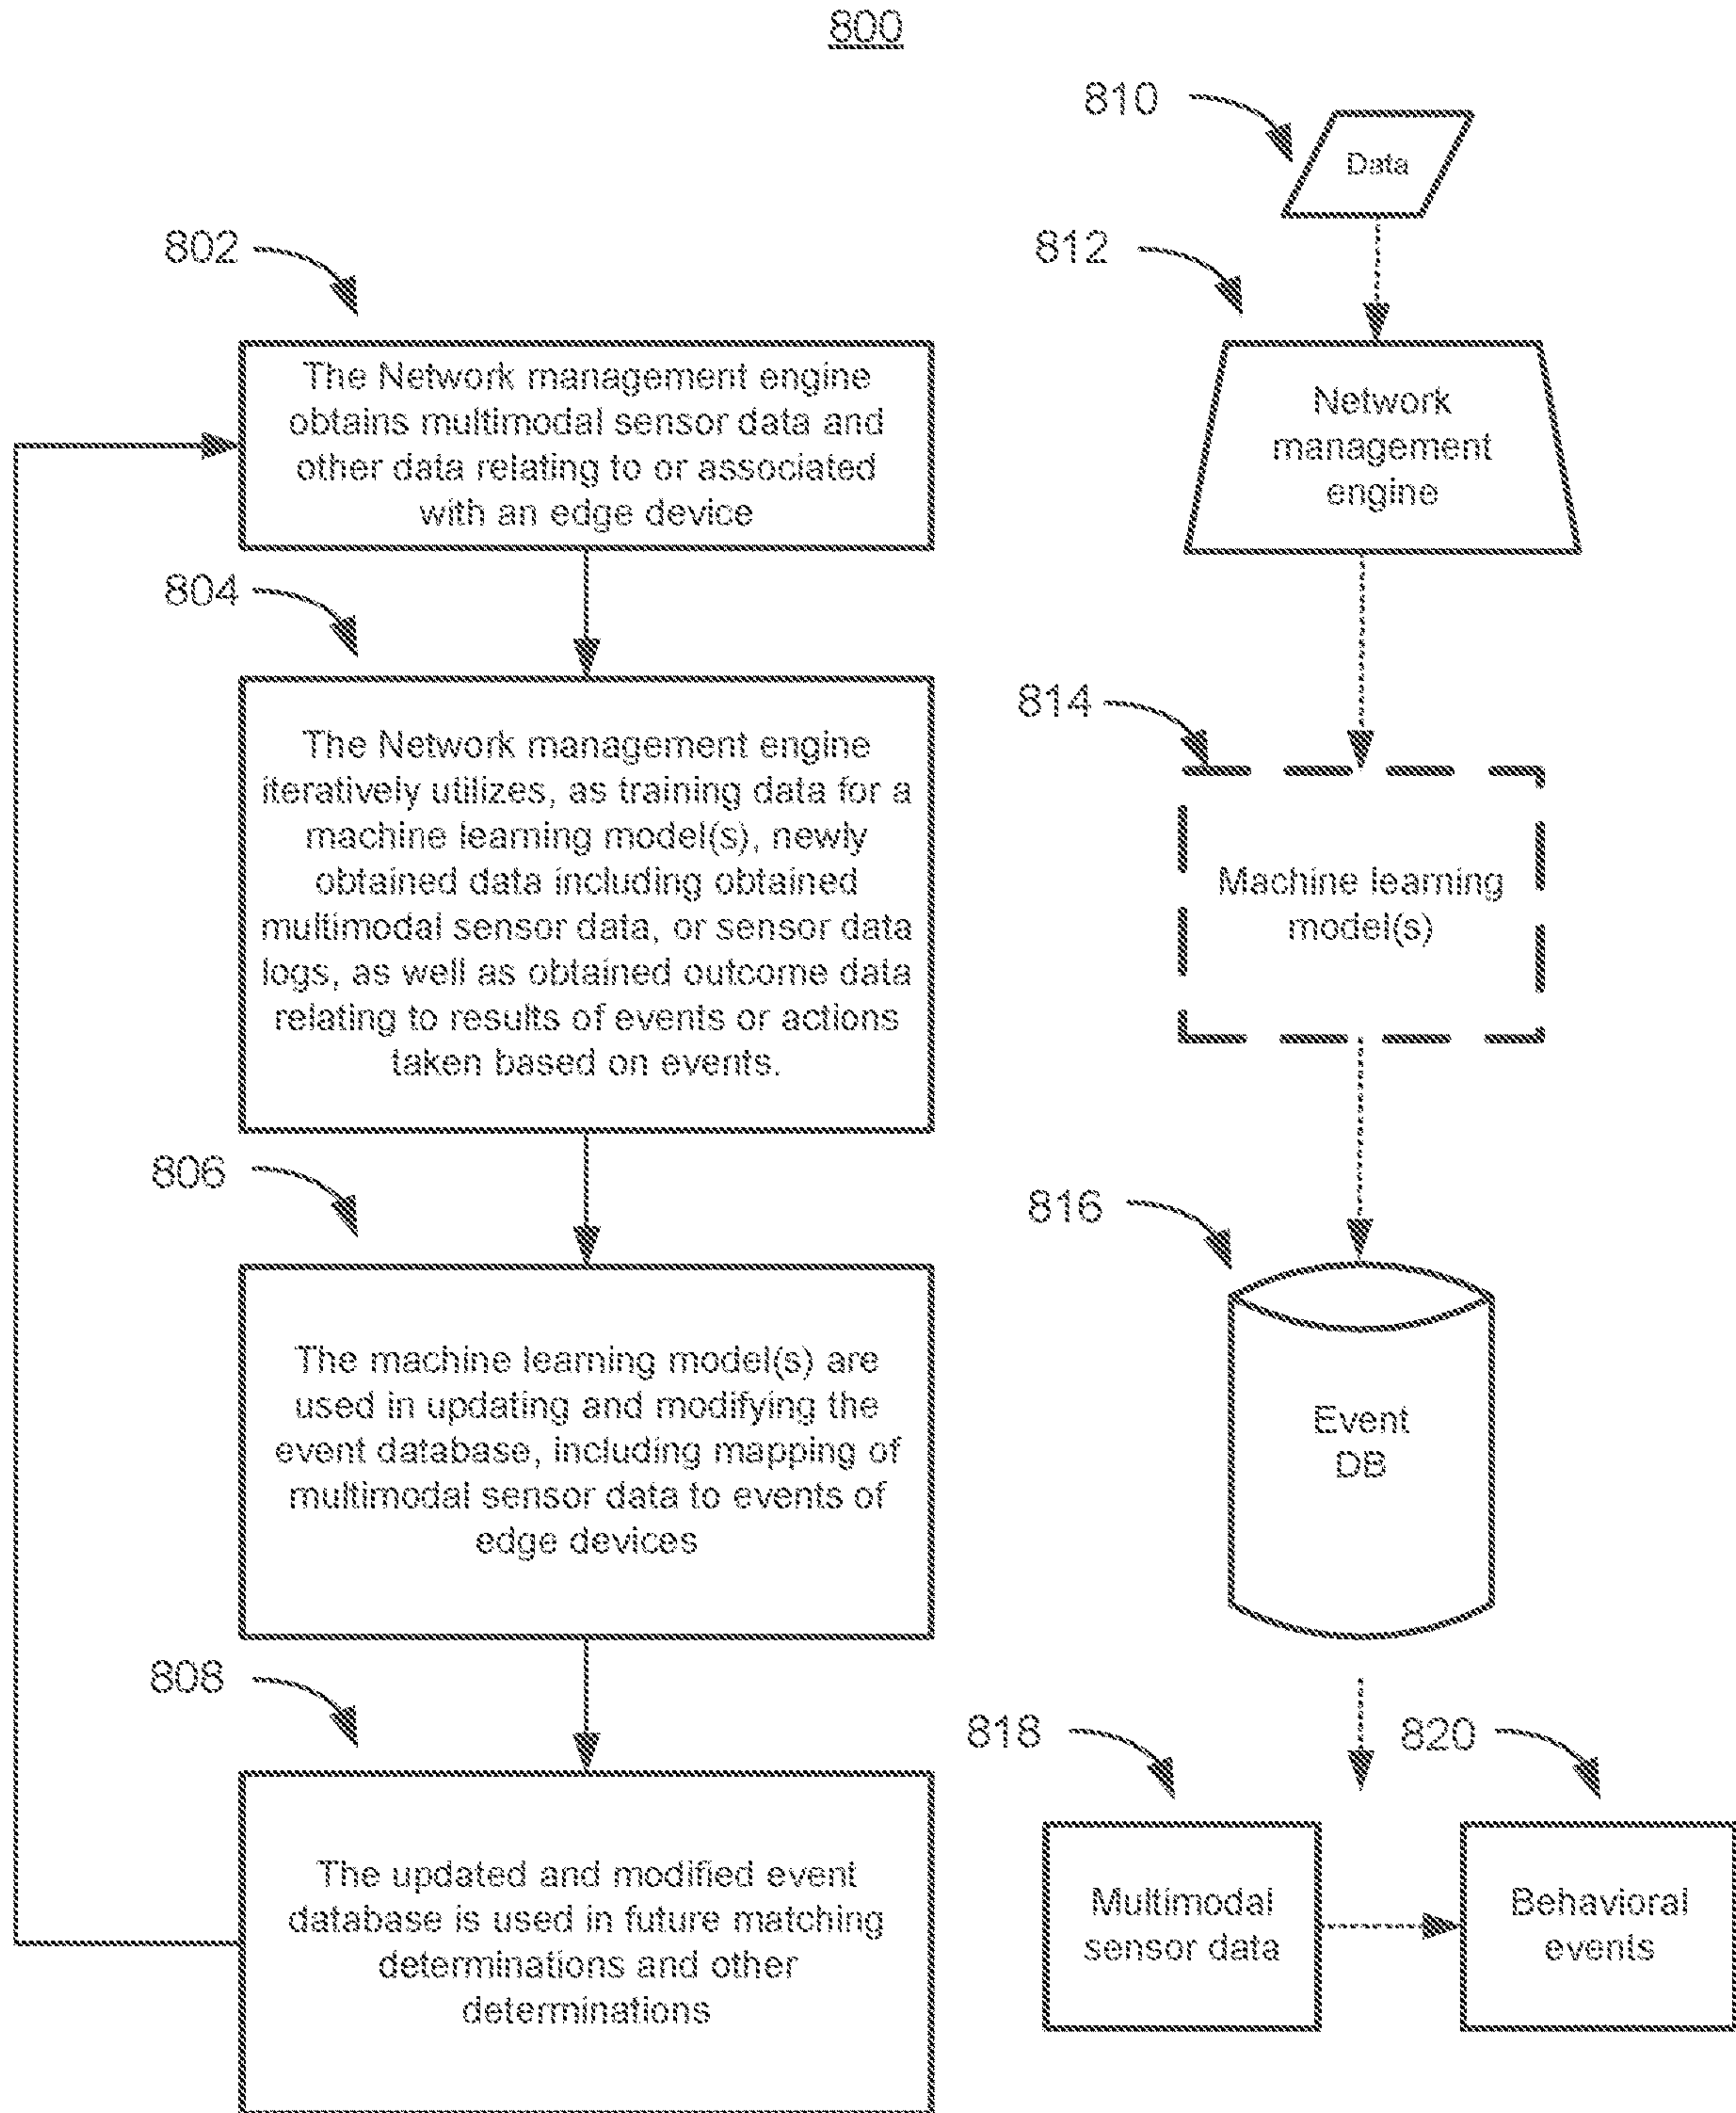 800
802
The Network management engine
obtains multimodal sensor data and
other data relating to or associated
with an edge device
804
The Network management engine
iteratively utilizes, as training data for a
machine learning model(s), newly
obtained data including obtained
multimodal sensor data, or sensor data
logs, as well as obtained outcome data
relating to results of events or actions
taken based on events.
806
The machine learning model(s) are
used in updating and modifying the
event database, including mapping of
multimodal sensor data to events of
edge devices
808
The updated and modified event
database is used in future matching
determinations and other
determinations
810
Data
812
Network
management
engine
814
Machine learning
model(s)
816
Event
DB
818
Multimodal
sensor data
820
Behavioral
events